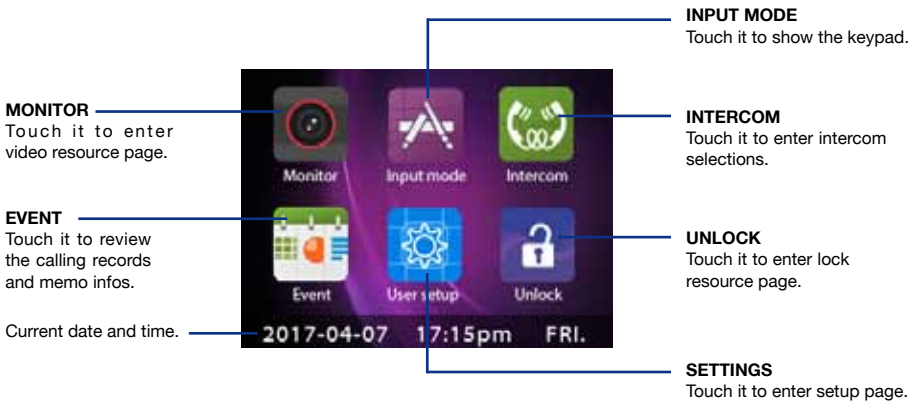 INPUT MODE
Touch it to show the keypad.
MONITOR
Touch it to enter
video resource page.
INTERCOM
Touch it to enter intercom
selections.
Monitor
Input mode
Intercom
EVENT
Touch it to review
the calling records
and memo infos.
UNLOCK
Touch it to enter lock
resource page.
Event
User setup
Unlock
Current date and time.
2017-04-07 17:15pm FRI.
SETTINGS
Touch it to enter setup page.